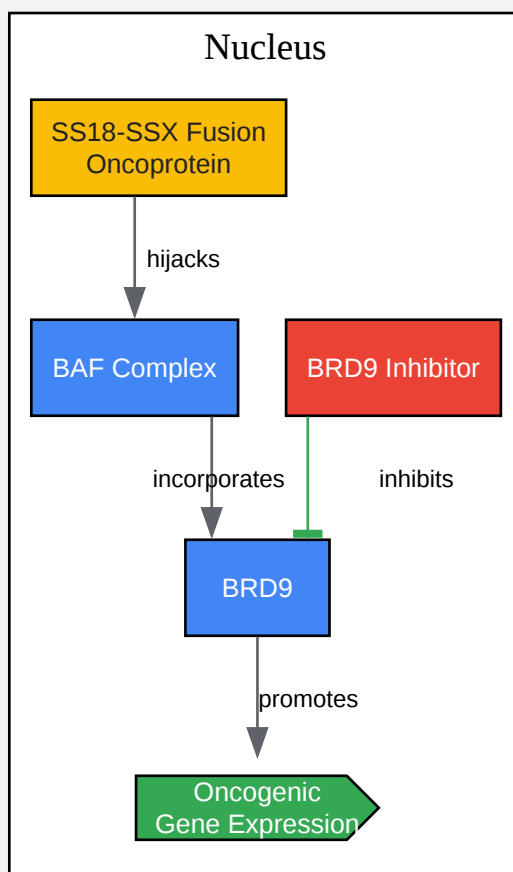 Nucleus
SS18-SSX Fusion
Oncoprotein
hijacks
BAF Complex
BRD9 Inhibitor
incorporates
inhibits
BRD9
promotes
Oncogenic
Gene Expression